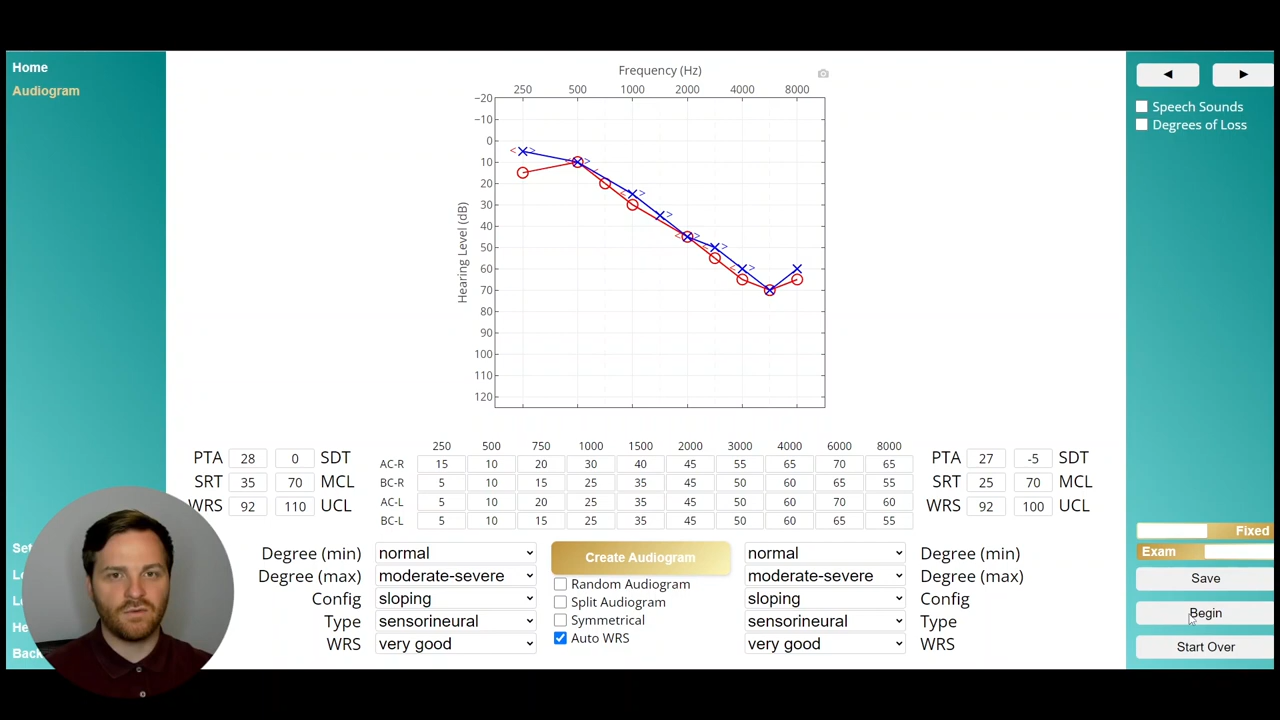 Home
Audiogram
Frequency (Hz)
250 500 1000 2000 4000 8000
−20
−10
0
10
20
30
40
50
60
70
80
90
100
110
120
Hearing Level (dB)
◄ ►
Speech Sounds
Degrees of Loss
250 500 750 1000 1500 2000 3000 4000 6000 8000
AC-R 15 10 20 30 40 45 55 65 70 65
BC-R 5 10 15 25 35 45 50 60 65 55
AC-L 5 10 20 25 35 45 50 60 70 60
BC-L 5 10 15 25 35 45 50 60 65 55
PTA 28 0 SDT
SRT 35 70 MCL
WRS 92 110 UCL
PTA 27 -5 SDT
SRT 25 70 MCL
WRS 92 100 UCL
Degree (min) normal
Degree (max) moderate-severe
Config sloping
Type sensorineural
WRS very good
Create Audiogram
Random Audiogram
Split Audiogram
Symmetrical
Auto WRS
normal Degree (min)
moderate-severe Degree (max)
sloping Config
sensorineural Type
very good WRS
Fixed
Exam
Save
Begin
Start Over